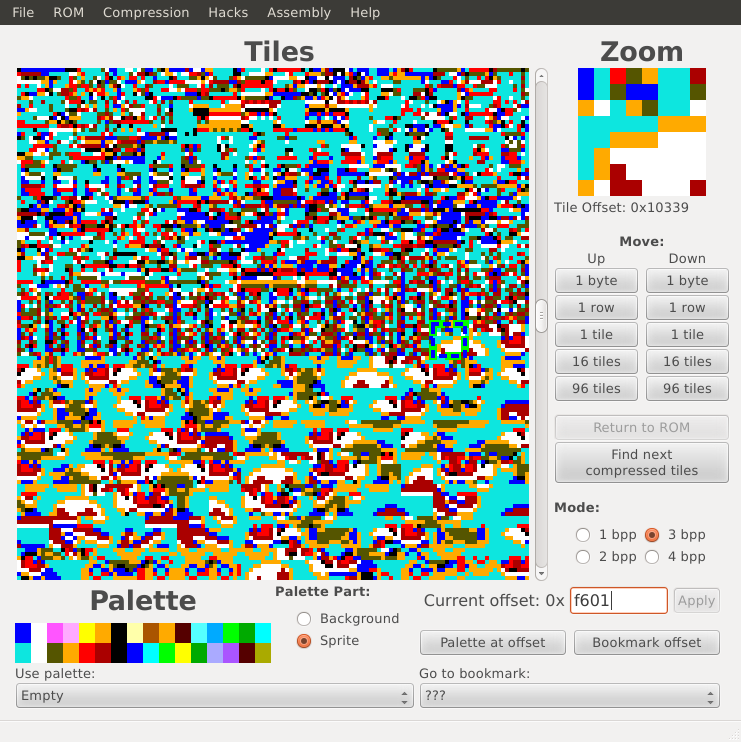 File ROM Compression Hacks Assembly Help
Tiles
Zoom
Tile Offset: 0x10339
Move:
Up Down
1 byte 1 byte
1 row 1 row
1 tile 1 tile
16 tiles 16 tiles
96 tiles 96 tiles
Return to ROM
Find next
compressed tiles
Mode:
1 bpp 3 bpp
2 bpp 4 bpp
Palette
Palette Part:
Background
Sprite
Current offset: 0x f601 Apply
Palette at offset Bookmark offset
Use palette:
Empty
Go to bookmark:
???